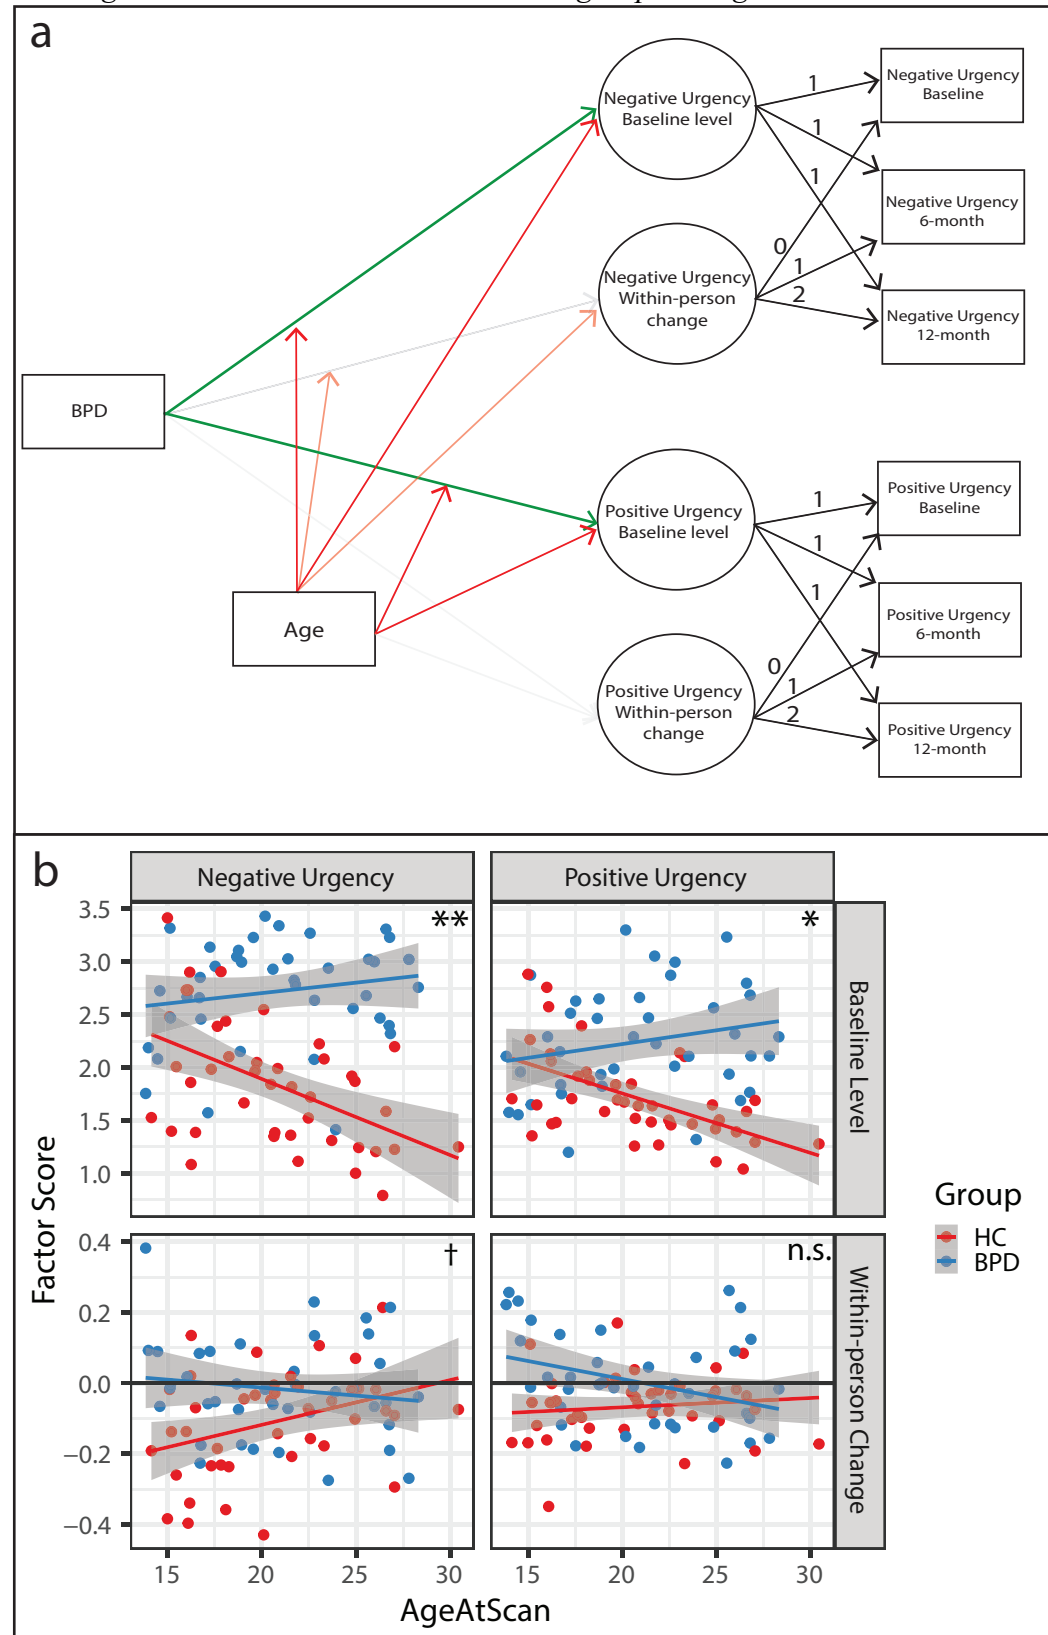 a
Negative Urgency
Baseline level
Negative Urgency
Within-person
change
Positive Urgency
Baseline level
Positive Urgency
Within-person
change
BPD
Age
1
1
1
0
1
2
1
1
1
0
1
2
Negative Urgency
Baseline
Negative Urgency
6-month
Negative Urgency
12-month
Positive Urgency
Baseline
Positive Urgency
6-month
Positive Urgency
12-month
b
Negative Urgency
Positive Urgency
**
*
†
n.s.
3.5
3.0
2.5
2.0
1.5
1.0
0.4
0.2
0.0
−0.2
−0.4
Factor Score
Baseline Level
Within-person Change
15
20
25
30
15
20
25
30
AgeAtScan
Group
HC
BPD